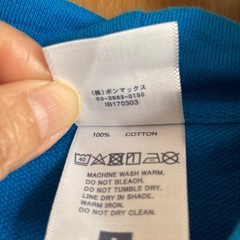 (株)ボンマックス
03-3663-0150
IB170303
100% COTTON
MACHINE WASH WARM,
DO NOT BLEACH,
DO NOT TUMBLE DRY,
LINE DRY IN SHADE,
WARM IRON,
DO NOT DRY CLEAN